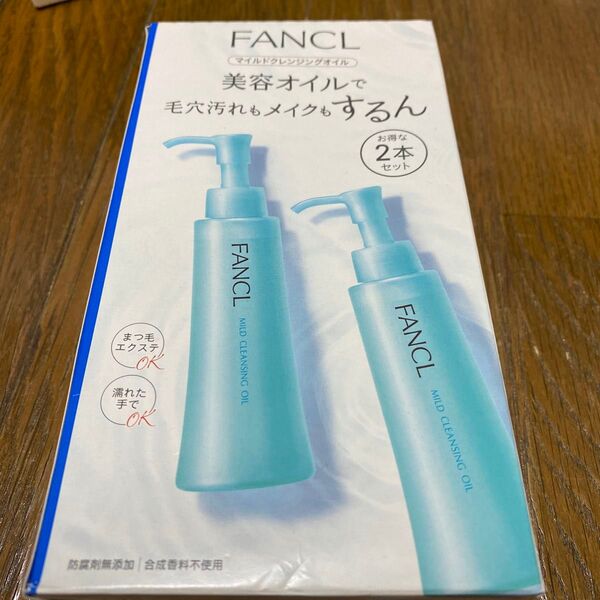 FANCL
マイルドクレンジングオイル
美容オイルで
毛穴汚れもメイクもするん
お得な
2本
セット
FANCL
MILD CLEANSING OIL
FANCL
MILD CLEANSING OIL
まつ毛
エクステ
OK
濡れた
手で
OK
防腐剤無添加 | 合成香料不使用